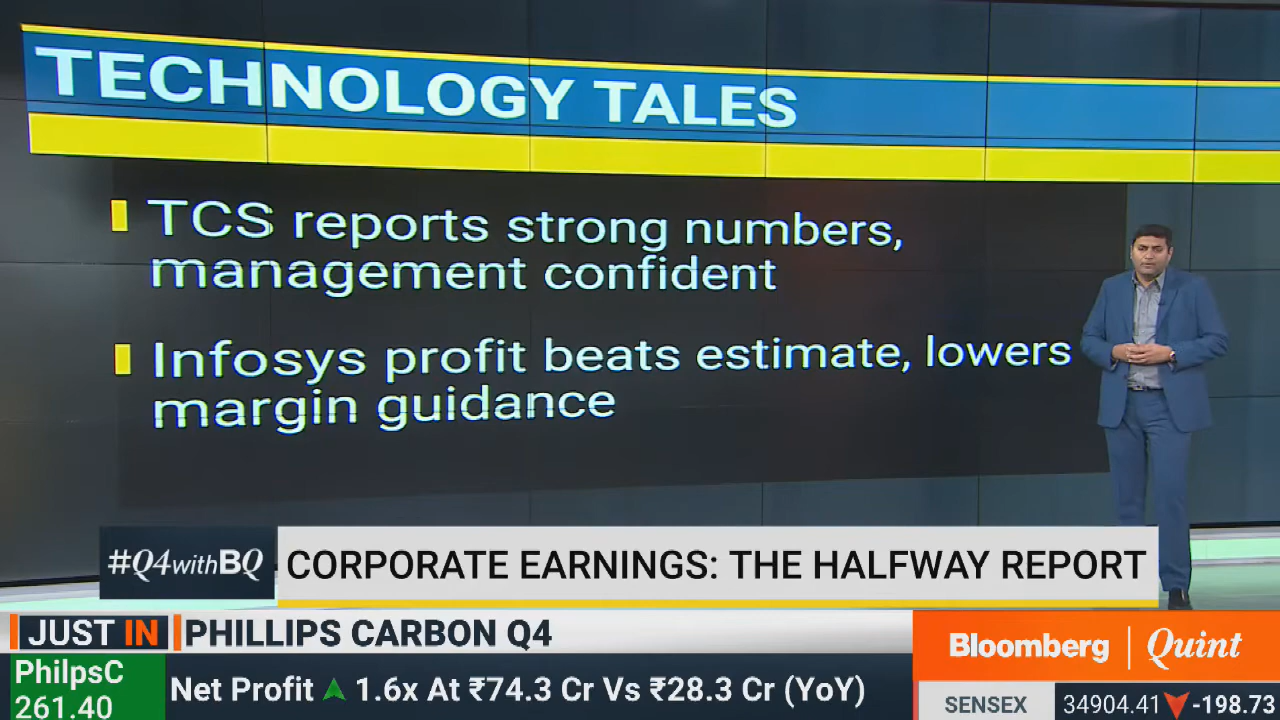 TECHNOLOGY TALES
TCS reports strong numbers,
management confident
Infosys profit beats estimate, lowers
margin guidance
#Q4withBQ
CORPORATE EARNINGS: THE HALFWAY REPORT
JUST IN
PHILLIPS CARBON Q4
PhilpsC
261.40
Net Profit ▲ 1.6x At ₹74.3 Cr Vs ₹28.3 Cr (YoY)
Bloomberg | Quint
SENSEX 34904.41 ▼ -198.73